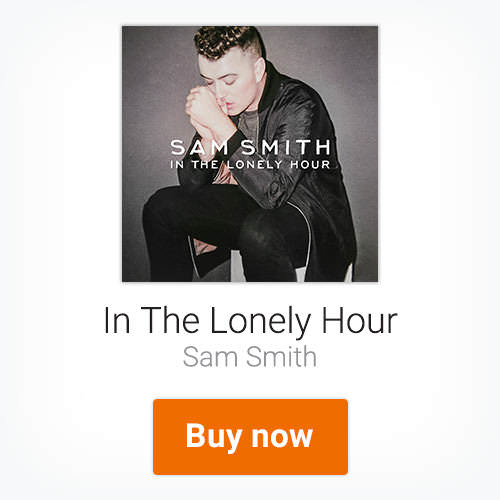 SAM SMITH
IN THE LONELY HOUR
In The Lonely Hour
Sam Smith
Buy now